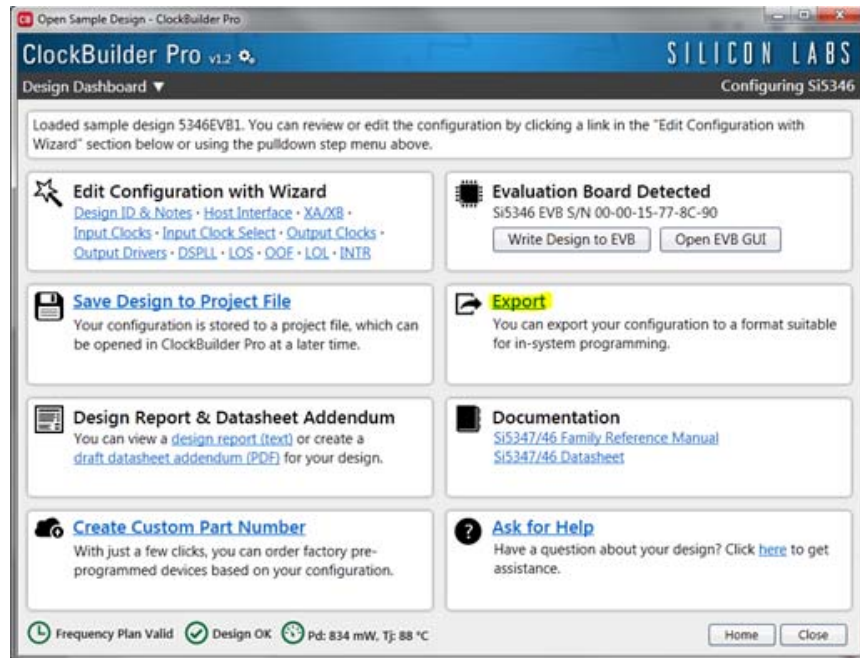 Open Sample Design - ClockBuilder Pro
ClockBuilder Pro v1.2
SILICON LABS
Design Dashboard ▼
Configuring Si5346
Loaded sample design 5346EVB1. You can review or edit the configuration by clicking a link in the "Edit Configuration with
Wizard" section below or using the pulldown step menu above.
Edit Configuration with Wizard
Design ID & Notes · Host Interface · XA/XB ·
Input Clocks · Input Clock Select · Output Clocks ·
Output Drivers · DSPLL · LOS · OOF · LOL · INTR
Evaluation Board Detected
Si5346 EVB S/N 00-00-15-77-8C-90
Write Design to EVB
Open EVB GUI
Save Design to Project File
Your configuration is stored to a project file, which can
be opened in ClockBuilder Pro at a later time.
Export
You can export your configuration to a format suitable
for in-system programming.
Design Report & Datasheet Addendum
You can view a design report (text) or create a
draft datasheet addendum (PDF) for your design.
Documentation
Si5347/46 Family Reference Manual
Si5347/46 Datasheet
Create Custom Part Number
With just a few clicks, you can order factory pre-
programmed devices based on your configuration.
Ask for Help
Have a question about your design? Click here to get
assistance.
Frequency Plan Valid
Design OK
Pd: 834 mW, Tj: 88 °C
Home
Close